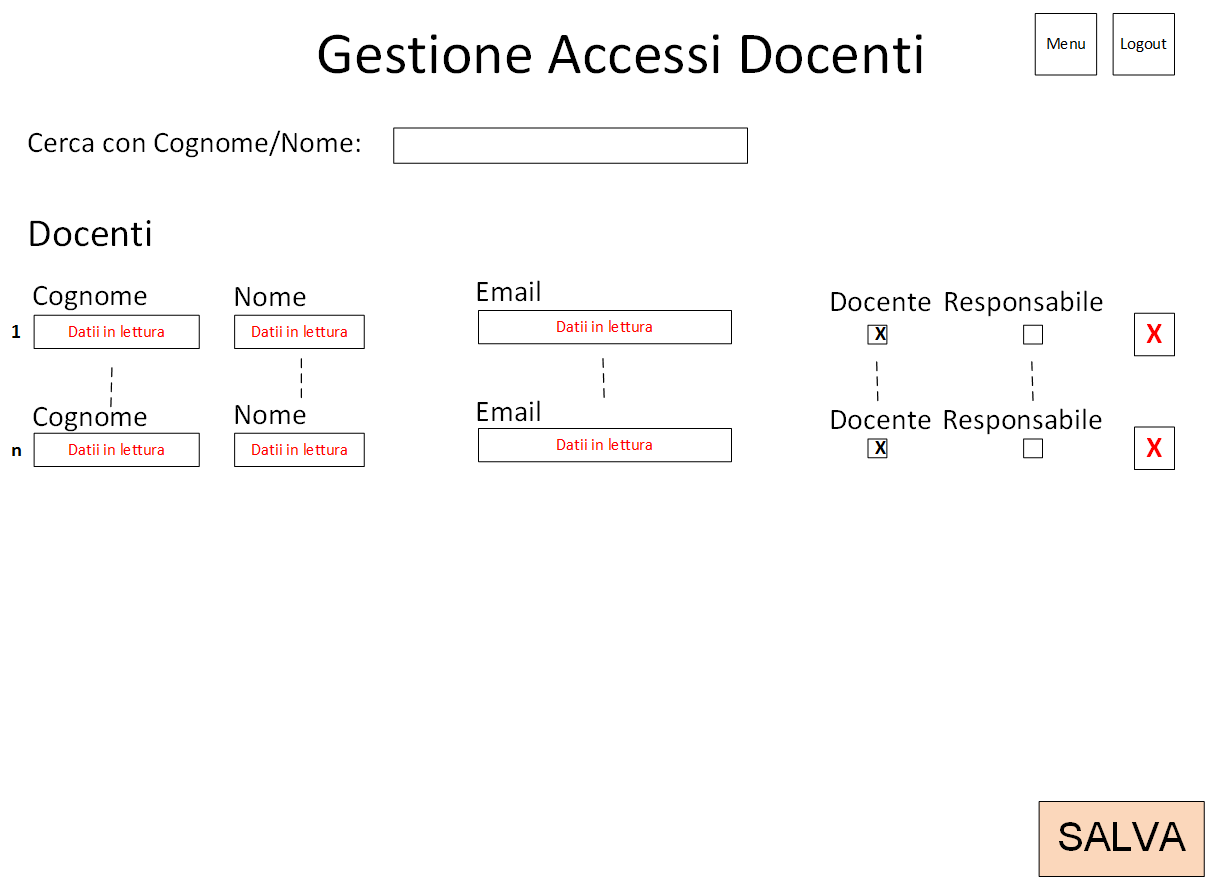 Gestione Accessi Docenti
Menu
Logout
Cerca con Cognome/Nome:
Docenti
Cognome Nome Email Docente Responsabile
1 Datii in lettura Datii in lettura Datii in lettura X X
Cognome Nome Email Docente Responsabile
n Datii in lettura Datii in lettura Datii in lettura X X
SALVA